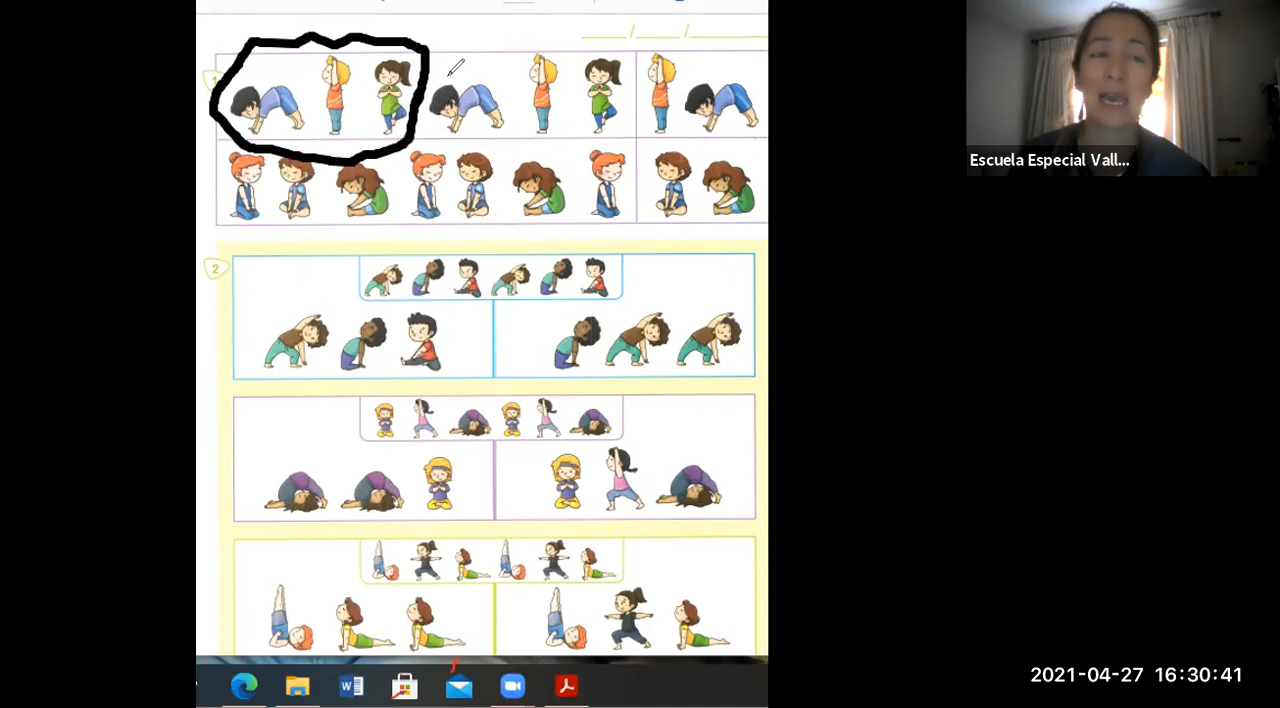 / /
1
Escuela Especial Vall...
2
W
2021-04-27 16:30:41